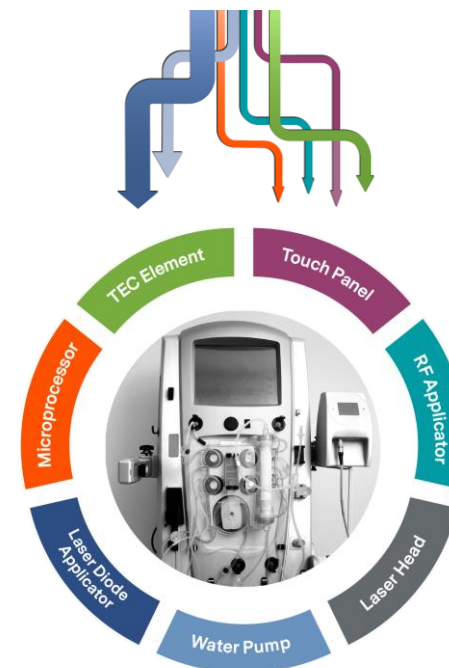 TEC Element
Touch Panel
Microprocessor
RF Applicator
Laser Diode
Applicator
Laser Head
Water Pump